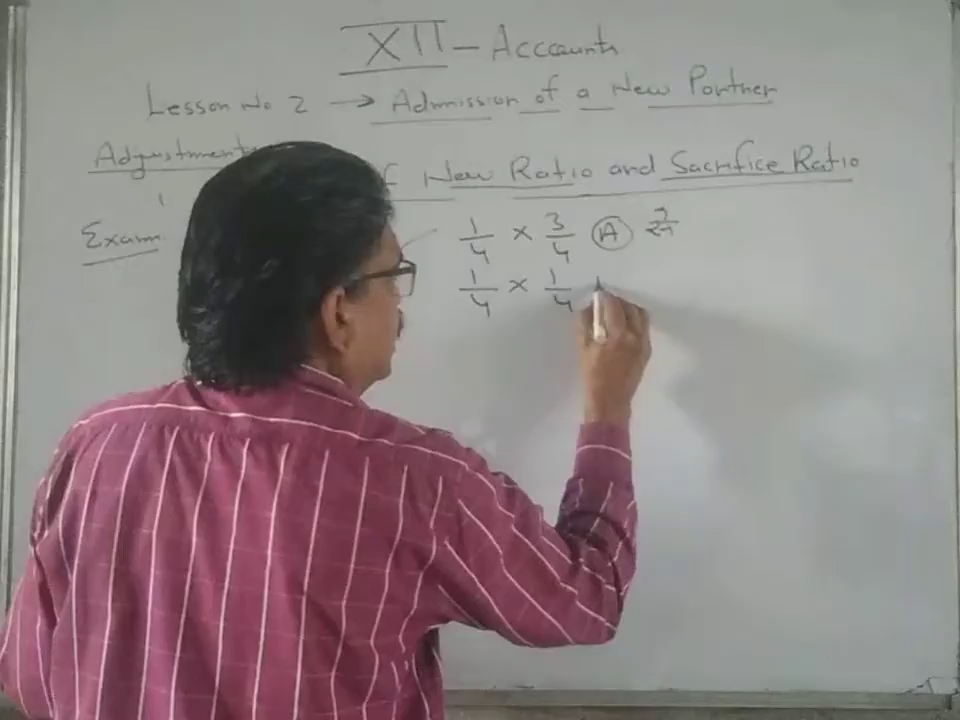 XII - Accounts
Lesson No 2 → Admission of a New Partner
Adjustment
New Ratio and Sacrifice Ratio
Exam
1/4 × 3/4 A
1/4 × 1/4